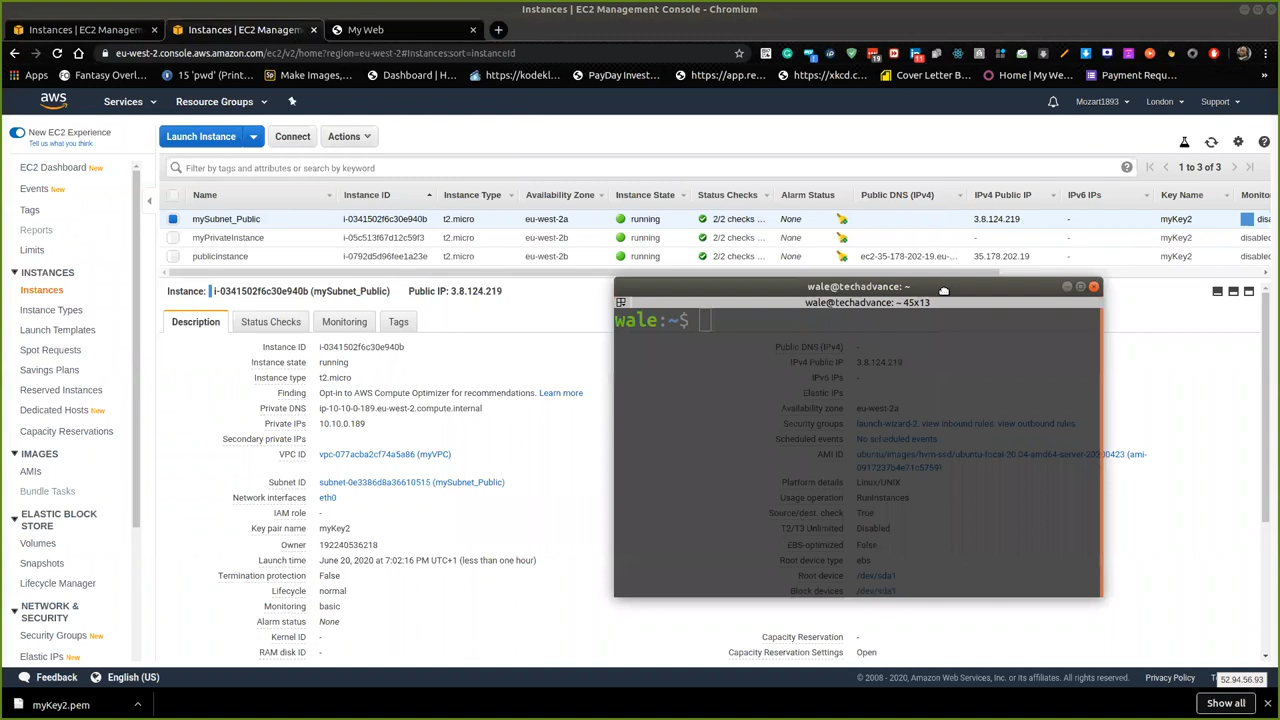 Instances | EC2 Management Console - Chromium
Instances | EC2 Managem
Instances | EC2 Managem
My Web
eu-west-2.console.aws.amazon.com/ec2/v2/home?region=eu-west-2#Instances:sort=instanceId
19
11
Apps
Fantasy Overl...
15 'pwd' (Print...
Make Images,...
Dashboard | H...
https://kodekl...
PayDay Invest...
https://app.re...
https://xkcd.c...
Cover Letter B...
Home | My We...
Payment Requ...
aws
Services
Resource Groups
Mozart1893
London
Support
New EC2 Experience
Tell us what you think
Launch Instance
Connect
Actions
EC2 Dashboard New
Events New
Tags
Reports
Limits
INSTANCES
Instances
Instance Types
Launch Templates
Spot Requests
Savings Plans
Reserved Instances
Dedicated Hosts New
Capacity Reservations
IMAGES
AMIs
Bundle Tasks
ELASTIC BLOCK
STORE
Volumes
Snapshots
Lifecycle Manager
NETWORK &
SECURITY
Security Groups New
Elastic IPs New
Filter by tags and attributes or search by keyword
1 to 3 of 3
Name Instance ID Instance Type Availability Zone Instance State Status Checks Alarm Status Public DNS (IPv4) IPv4 Public IP IPv6 IPs Key Name Monitor
mySubnet_Public i-0341502f6c30e940b t2.micro eu-west-2a running 2/2 checks ... None 3.8.124.219 - myKey2 disa
myPrivateInstance i-05c513f67d12c59f3 t2.micro eu-west-2b running 2/2 checks ... None - - myKey2 disabled
publicinstance i-0792d5d96fee1a23e t2.micro eu-west-2b running 2/2 checks ... None ec2-35-178-202-19.eu-... 35.178.202.19 - myKey2 disabled
Instance: i-0341502f6c30e940b (mySubnet_Public) Public IP: 3.8.124.219
Description
Status Checks
Monitoring
Tags
Instance ID i-0341502f6c30e940b
Instance state running
Instance type t2.micro
Finding Opt-in to AWS Compute Optimizer for recommendations. Learn more
Private DNS ip-10-10-0-189.eu-west-2.compute.internal
Private IPs 10.10.0.189
Secondary private IPs
VPC ID vpc-077acba2cf74a5a86 (myVPC)
Subnet ID subnet-0e3386d8a36610515 (mySubnet_Public)
Network interfaces eth0
IAM role -
Key pair name myKey2
Owner 192240536218
Launch time June 20, 2020 at 7:02:16 PM UTC+1 (less than one hour)
Termination protection False
Lifecycle normal
Monitoring basic
Alarm status None
Kernel ID -
RAM disk ID -
wale@techadvance: ~
wale@techadvance: ~ 45x13
wale:~$
Public DNS (IPv4) -
IPv4 Public IP 3.8.124.219
IPv6 IPs -
Elastic IPs
Availability zone eu-west-2a
Security groups launch-wizard-2. view inbound rules. view outbound rules
Scheduled events No scheduled events
AMI ID ubuntu/images/hvm-ssd/ubuntu-focal-20.04-amd64-server-20200423 (ami-
0917237b4e71c5759)
Platform details Linux/UNIX
Usage operation RunInstances
Source/dest. check True
T2/T3 Unlimited Disabled
EBS-optimized False
Root device type ebs
Root device /dev/sda1
Block devices /dev/sda1
Capacity Reservation -
Capacity Reservation Settings Open
Feedback
English (US)
© 2008 - 2020, Amazon Web Services, Inc. or its affiliates. All rights reserved.
Privacy Policy
52.94.56.93
myKey2.pem
Show all